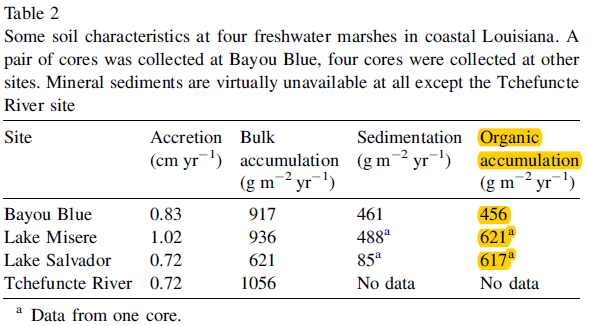 Table 2
Some soil characteristics at four freshwater marshes in coastal Louisiana. A
pair of cores was collected at Bayou Blue, four cores were collected at other
sites. Mineral sediments are virtually unavailable at all except the Tchefuncte
River site
Site Accretion Bulk Sedimentation Organic
(cm yr⁻¹) accumulation (g m⁻² yr⁻¹) accumulation
(g m⁻² yr⁻¹) (g m⁻² yr⁻¹)
Bayou Blue 0.83 917 461 456
Lake Misere 1.02 936 488ᵃ 621ᵃ
Lake Salvador 0.72 621 85ᵃ 617ᵃ
Tchefuncte River 0.72 1056 No data No data
ᵃ Data from one core.